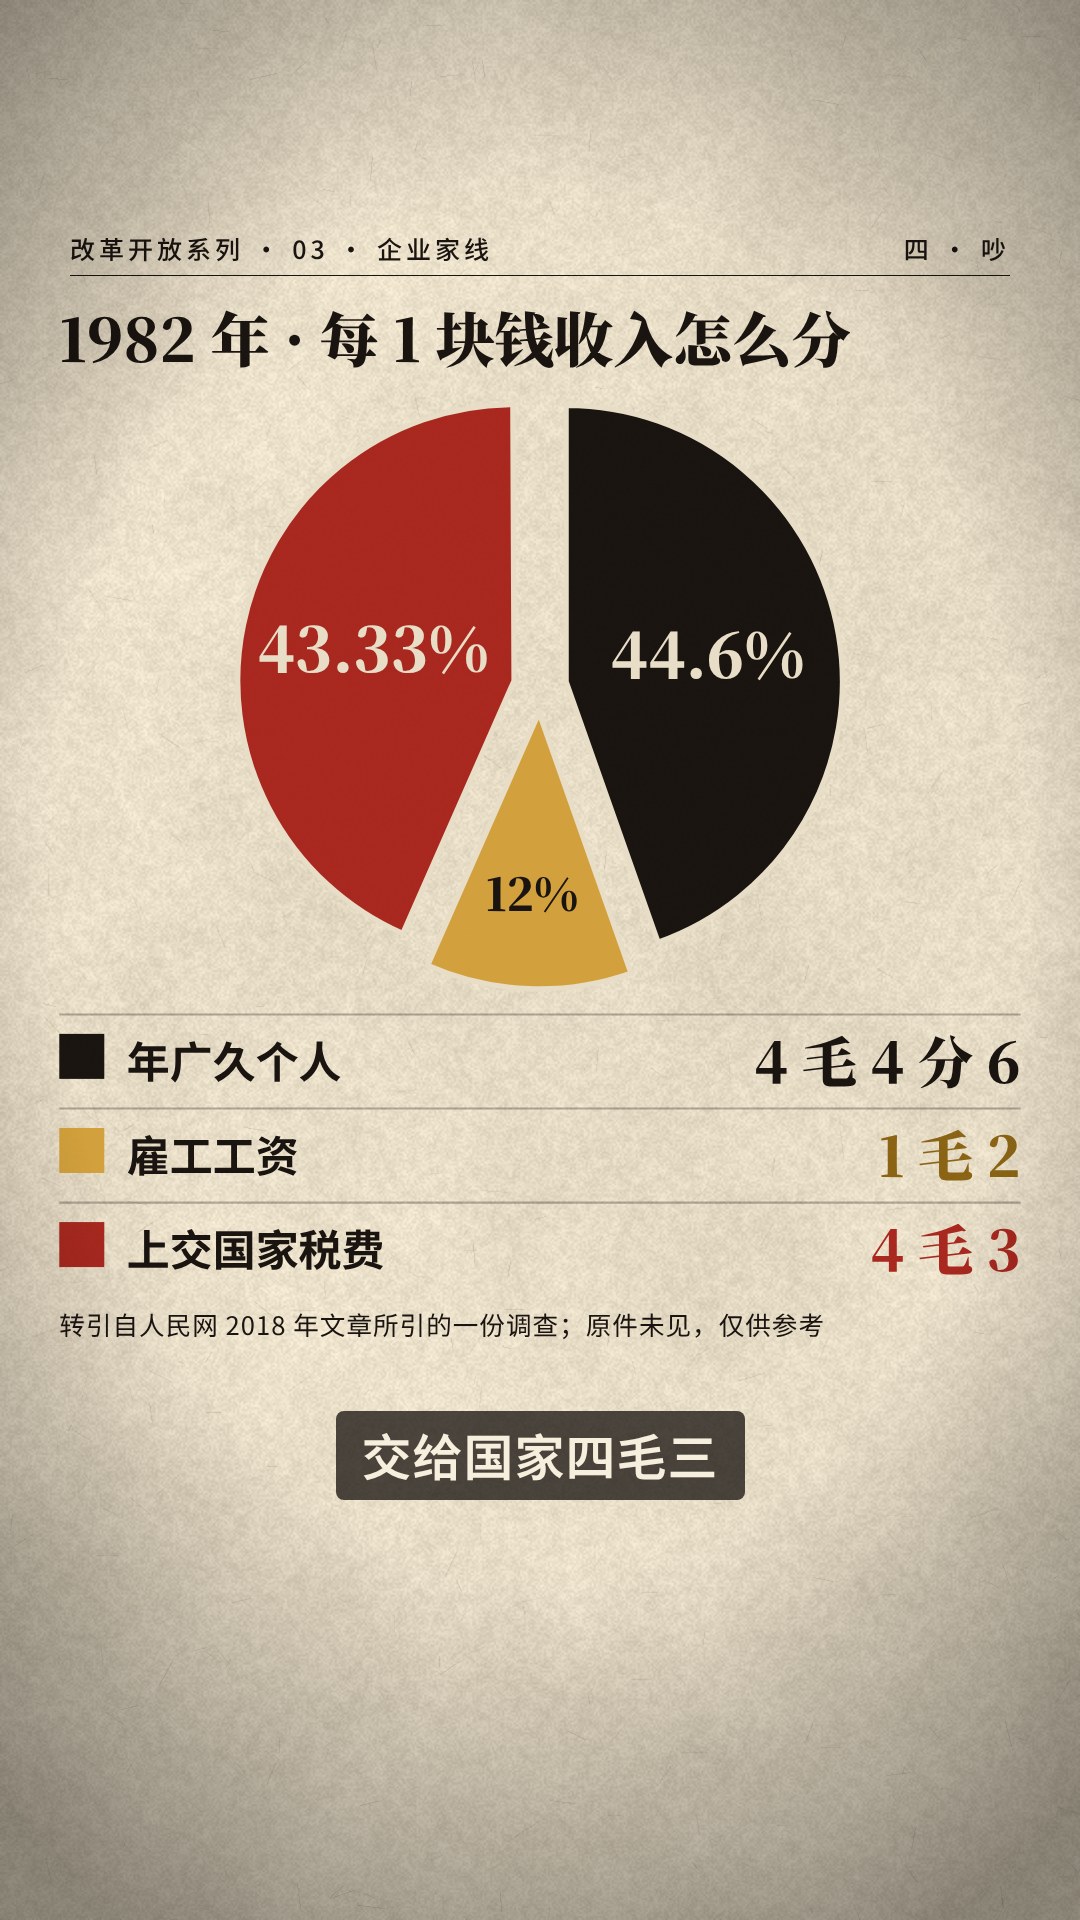 改革开放系列 · 03 · 企业家线
四 · 吵
1982 年 · 每 1 块钱收入怎么分
43.33%
44.6%
12%
年广久个人 4 毛 4 分 6
雇工工资 1 毛 2
上交国家税费 4 毛 3
转引自人民网 2018 年文章所引的一份调查；原件未见，仅供参考
交给国家四毛三